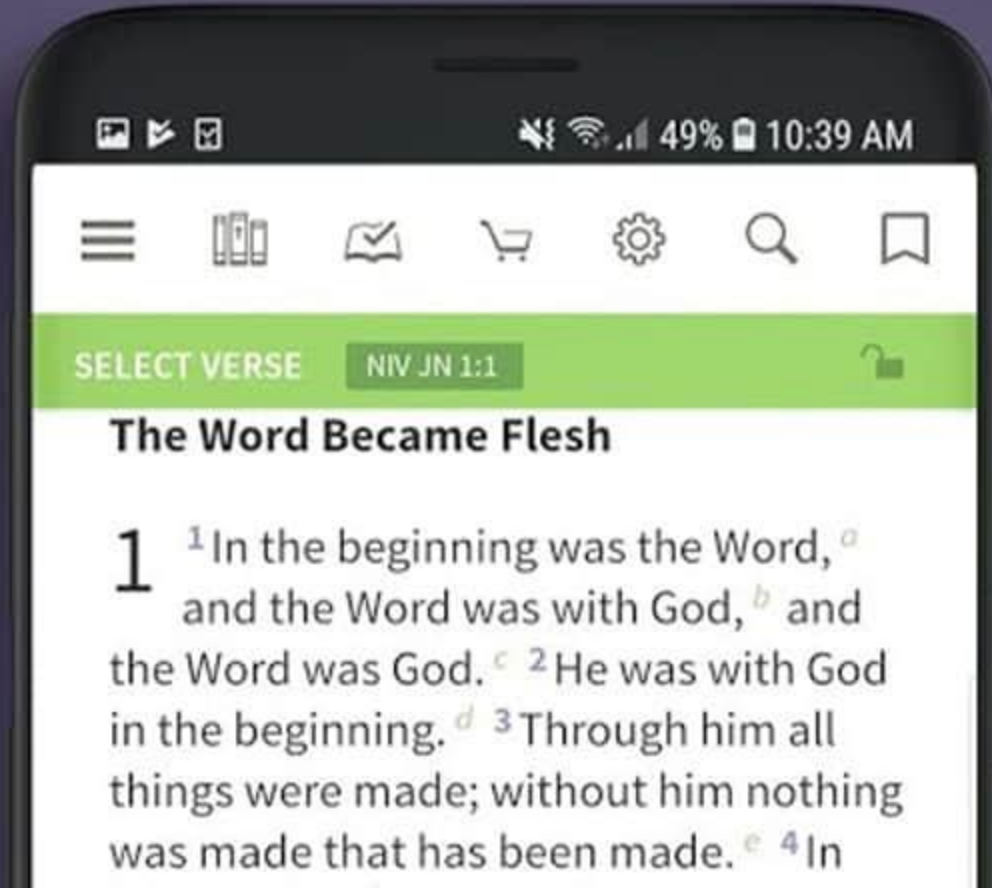 49% 10:39 AM
SELECT VERSE NIV JN 1:1
The Word Became Flesh
1 1 In the beginning was the Word, a
and the Word was with God, b and
the Word was God. c 2 He was with God
in the beginning. d 3 Through him all
things were made; without him nothing
was made that has been made. e 4 In